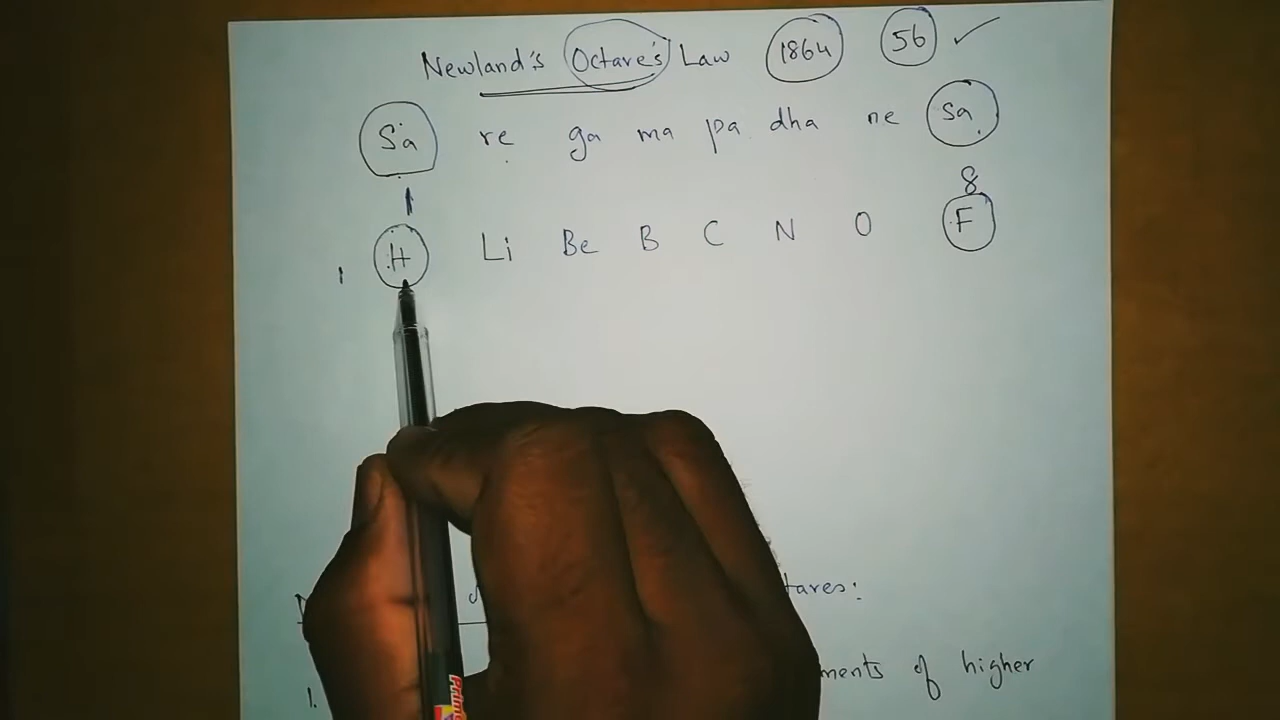 Newland's Octave's Law 1864 56 ✓
Sa re ga ma pa dha ne Sa
1 8
1 H Li Be B C N O F
taves:
1. ments of higher